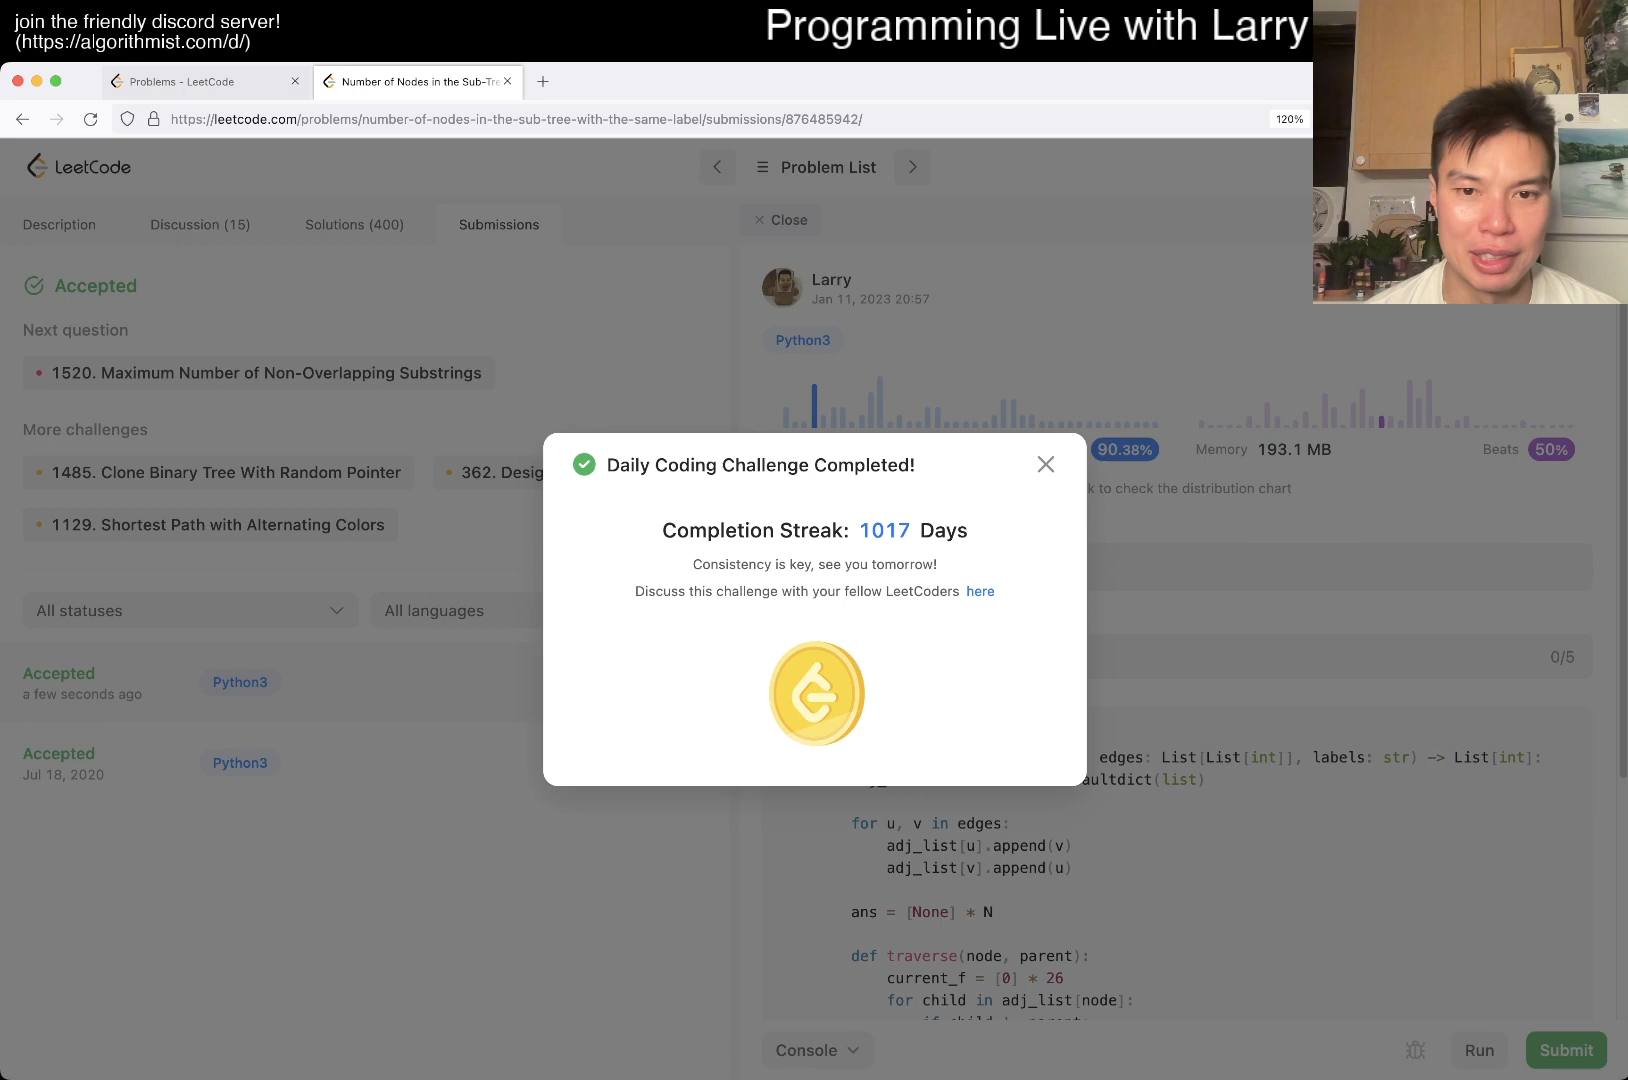 join the friendly discord server!
(https://algorithmist.com/d/)
Programming Live with Larry
Problems - LeetCode
Number of Nodes in the Sub-Tre
https://leetcode.com/problems/number-of-nodes-in-the-sub-tree-with-the-same-label/submissions/876485942/
120%
LeetCode
Problem List
Description
Discussion (15)
Solutions (400)
Submissions
Close
Accepted
Larry
Jan 11, 2023 20:57
Next question
Python3
1520. Maximum Number of Non-Overlapping Substrings
More challenges
90.38%
Memory 193.1 MB
Beats 50%
1485. Clone Binary Tree With Random Pointer
362. Desig
k to check the distribution chart
1129. Shortest Path with Alternating Colors
Daily Coding Challenge Completed!
Completion Streak: 1017 Days
Consistency is key, see you tomorrow!
Discuss this challenge with your fellow LeetCoders here
All statuses
All languages
0/5
Accepted
a few seconds ago
Python3
Accepted
Jul 18, 2020
Python3
edges: List[List[int]], labels: str) -> List[int]:
aultdict(list)
for u, v in edges:
adj_list[u].append(v)
adj_list[v].append(u)
ans = [None] * N
def traverse(node, parent):
current_f = [0] * 26
for child in adj_list[node]:
Console
Run
Submit